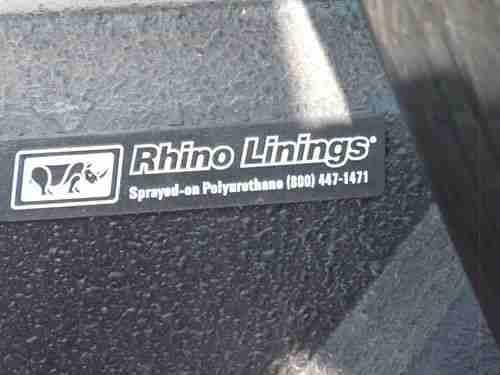 Rhino Linings®
Sprayed-on Polyurethane (800) 447-1471